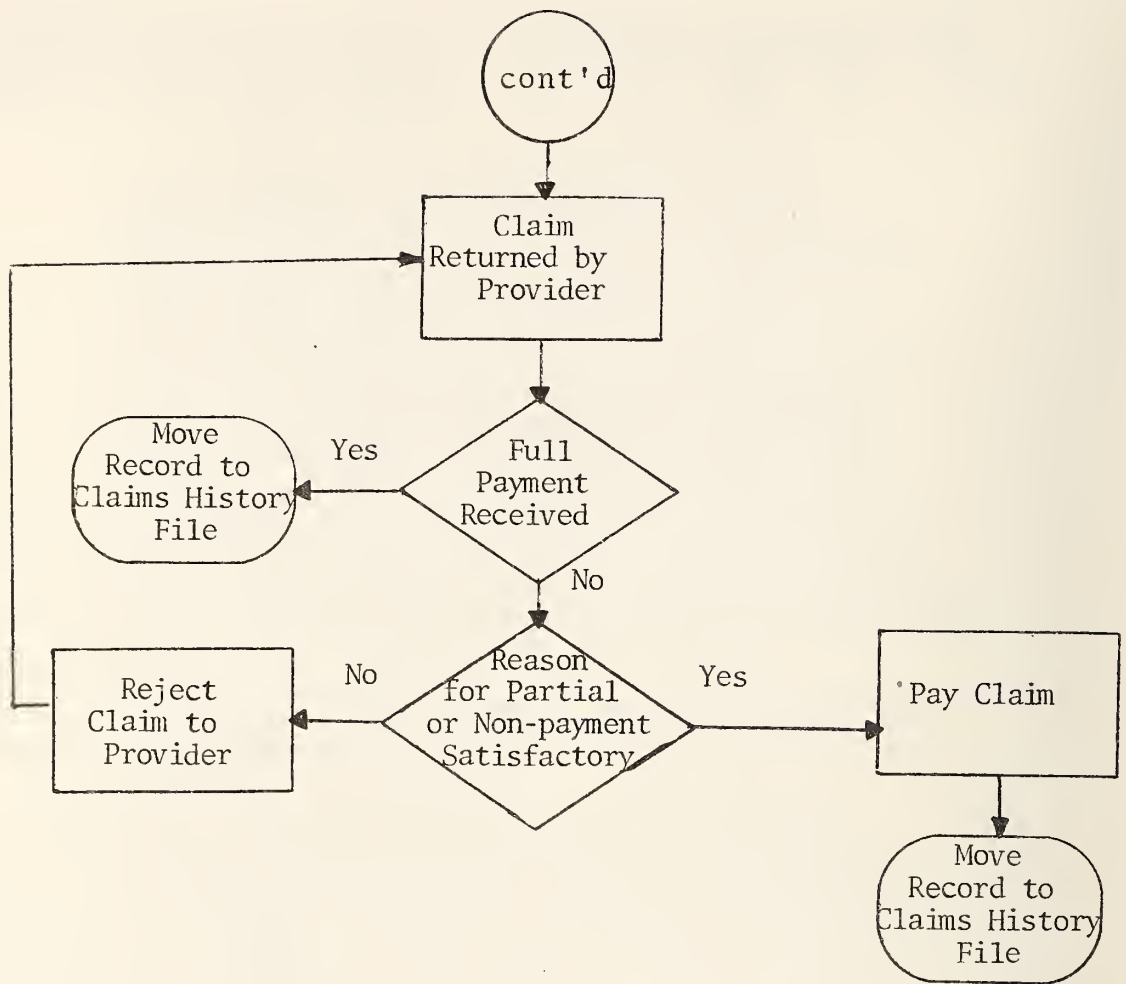 cont'd
Claim
Returned by
Provider
Move
Record to
Claims History
File
Yes
Full
Payment
Received
No
Reject
Claim to
Provider
No
Reason
for Partial
or Non-payment
Satisfactory
Yes
Pay Claim
Move
Record to
Claims History
File